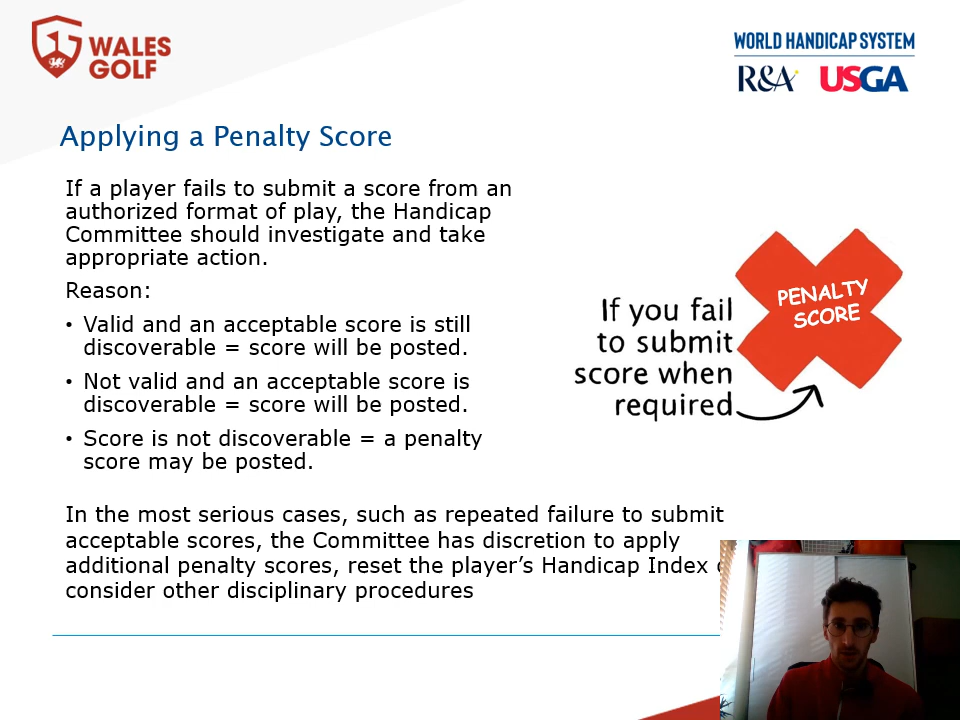 WALES
GOLF
WORLD HANDICAP SYSTEM
R&A USGA
Applying a Penalty Score
If a player fails to submit a score from an
authorized format of play, the Handicap
Committee should investigate and take
appropriate action.
Reason:
• Valid and an acceptable score is still
discoverable = score will be posted.
• Not valid and an acceptable score is
discoverable = score will be posted.
• Score is not discoverable = a penalty
score may be posted.
If you fail
to submit
score when
required
PENALTY
SCORE
In the most serious cases, such as repeated failure to submit
acceptable scores, the Committee has discretion to apply
additional penalty scores, reset the player’s Handicap Index
consider other disciplinary procedures